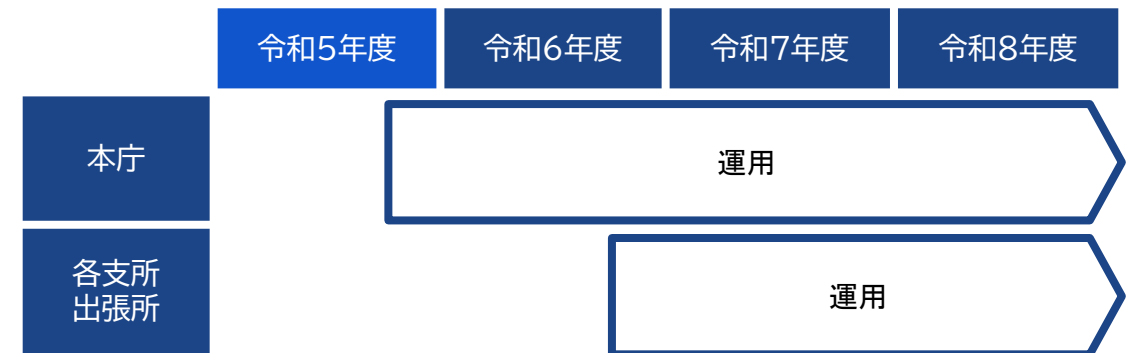 令和5年度
令和6年度
令和7年度
令和8年度
本庁
運用
各支所
出張所
運用